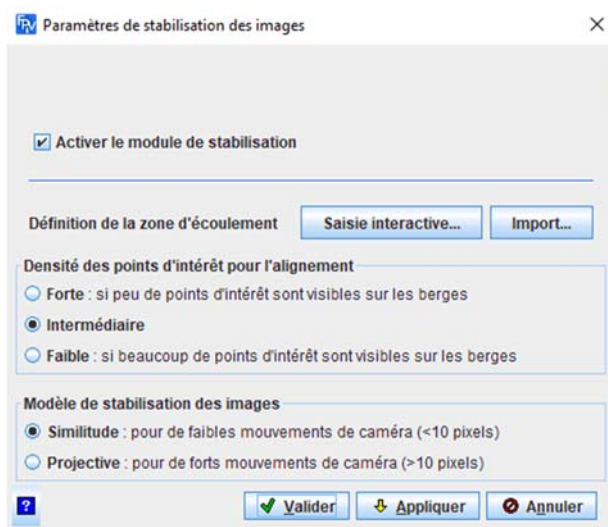 FPV Paramètres de stabilisation des images
Activer le module de stabilisation
Définition de la zone d'écoulement Saisie interactive... Import...
Densité des points d'intérêt pour l'alignement
Forte : si peu de points d'intérêt sont visibles sur les berges
Intermédiaire
Faible : si beaucoup de points d'intérêt sont visibles sur les berges
Modèle de stabilisation des images
Similitude : pour de faibles mouvements de caméra (<10 pixels)
Projective : pour de forts mouvements de caméra (>10 pixels)
? Valider Appliquer Annuler